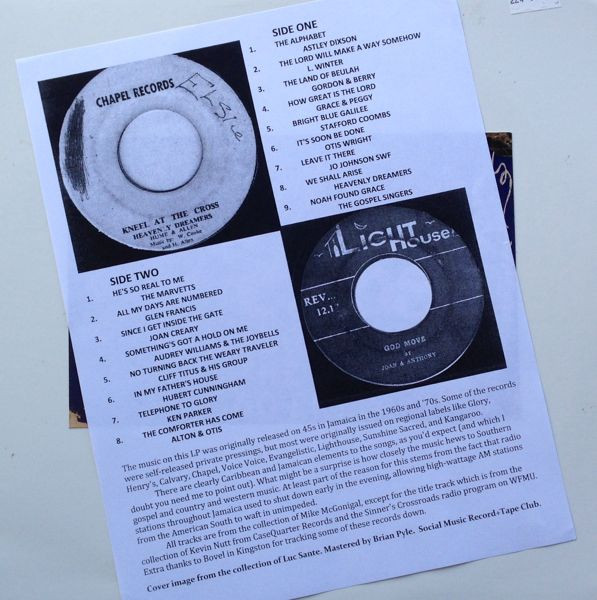 SIDE ONE
1. THE ALPHABET
ASTLEY DIXSON
2. THE LORD WILL MAKE A WAY SOMEHOW
L. WINTER
3. THE LAND OF BEULAH
GORDON & BERRY
4. HOW GREAT IS THE LORD
GRACE & PEGGY
5. BRIGHT BLUE GALILEE
STAFFORD COOMBS
6. IT'S SOON BE DONE
OTIS WRIGHT
7. LEAVE IT THERE
JO JOHNSON SWF
8. WE SHALL ARISE
HEAVENLY DREAMERS
9. NOAH FOUND GRACE
THE GOSPEL SINGERS
CHAPEL RECORDS
ELSIE
KNEEL AT THE CROSS
HEAVEN Y DREAMERS
HUME & ALLEN
Music by: W. Cooke
and H. Allen
SIDE TWO
1. HE'S SO REAL TO ME
THE MARVETTS
2. ALL MY DAYS ARE NUMBERED
GLEN FRANCIS
3. SINCE I GET INSIDE THE GATE
JOAN CREARY
4. SOMETHING'S GOT A HOLD ON ME
AUDREY WILLIAMS & THE JOYBELLS
5. NO TURNING BACK THE WEARY TRAVELER
CLIFF TITUS & HIS GROUP
6. IN MY FATHER'S HOUSE
HUBERT CUNNINGHAM
7. TELEPHONE TO GLORY
KEN PARKER
8. THE COMFORTER HAS COME
ALTON & OTIS
LIGHT
House
REV...
12.1
GOD MOVE
BY
JOAN & ANTHONY
The music on this LP was originally released on 45s in Jamaica in the 1960s and '70s. Some of the records
were self-released private pressings, but most were originally issued on regional labels like Glory,
Henry's, Calvary, Chapel, Voice Voice, Evangelistic, Lighthouse, Sunshine Sacred, and Kangaroo.
There are clearly Caribbean and Jamaican elements to the songs, as you'd expect (and which I
doubt you need me to point out). What might be a surprise is how closely the music hews to Southern
gospel and country and western music. At least part of the reason for this stems from the fact that radio
stations throughout Jamaica used to shut down early in the evening, allowing high-wattage AM stations
from the American South to waft in unimpeded.
All tracks are from the collection of Mike McGonigal, except for the title track which is from the
collection of Kevin Nutt from CaseQuarter Records and the Sinner's Crossroads radio program on WFMU.
Extra thanks to Bovel in Kingston for tracking some of these records down.
Cover image from the collection of Luc Sante. Mastered by Brian Pyle. Social Music Record+Tape Club.